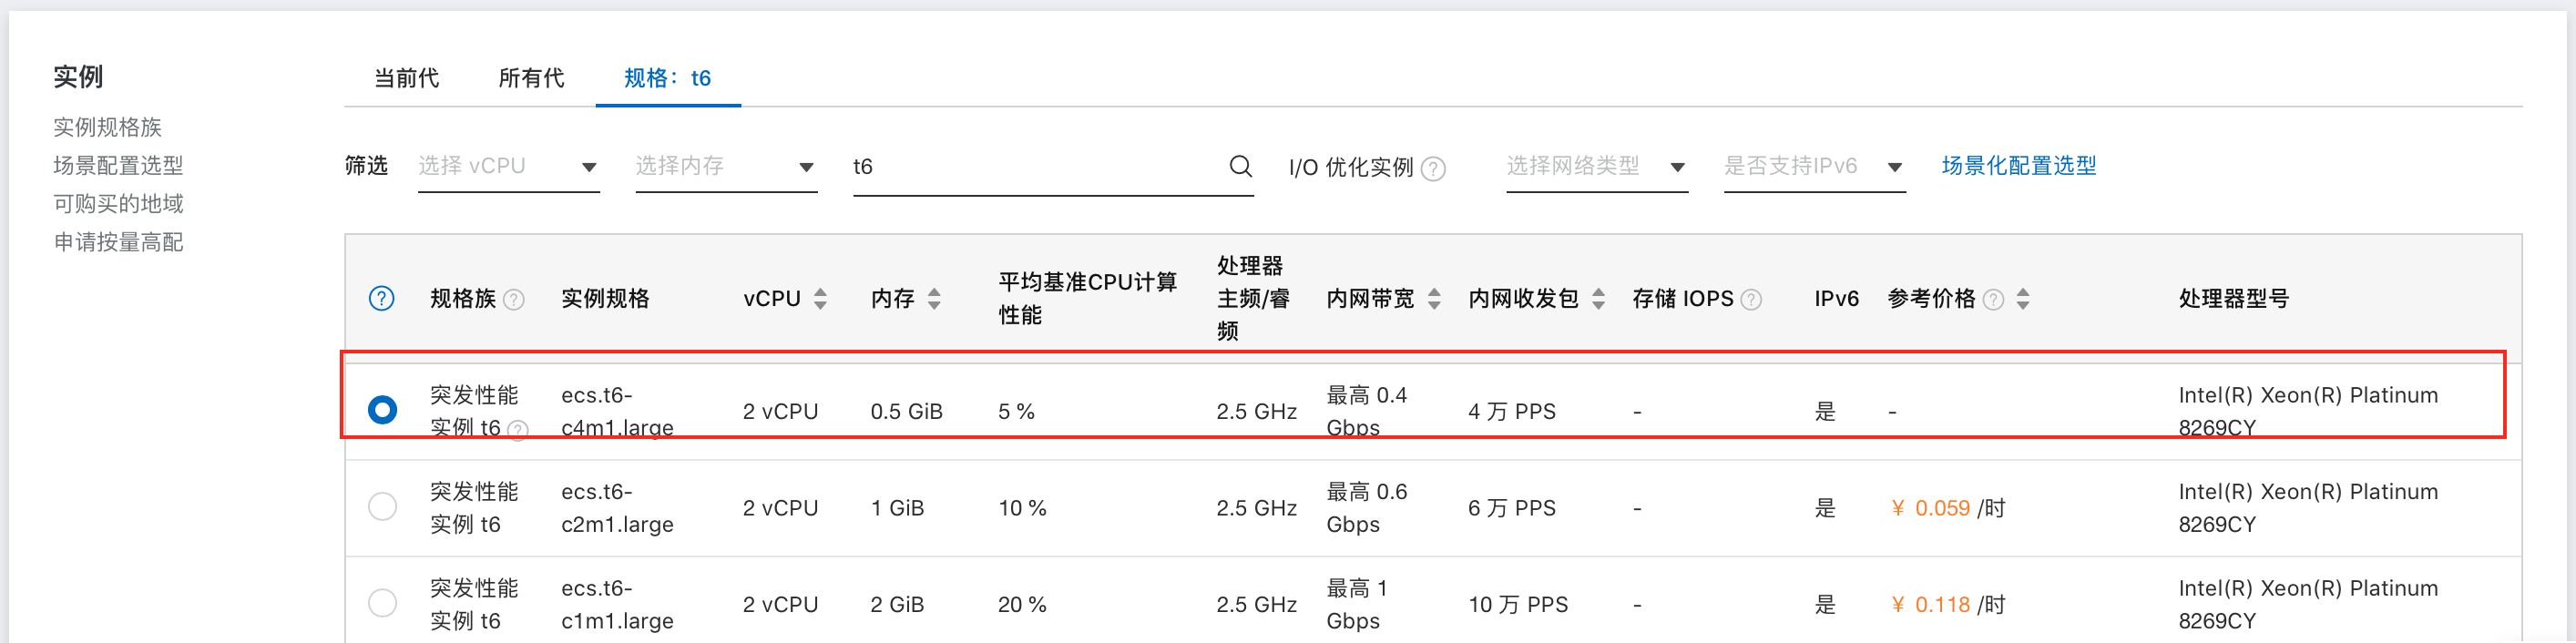 实例
实例规格族
场景配置选型
可购买的地域
申请按量高配
当前代 所有代 规格：t6
筛选 选择 vCPU 选择内存 t6 I/O 优化实例 ? 选择网络类型 是否支持IPv6 场景化配置选型
? 规格族 ? 实例规格 vCPU 内存 平均基准CPU计算性能 处理器主频/睿频 内网带宽 内网收发包 存储 IOPS ? IPv6 参考价格 ? 处理器型号
突发性能实例 t6 ? ecs.t6-c4m1.large 2 vCPU 0.5 GiB 5 % 2.5 GHz 最高 0.4 Gbps 4 万 PPS - 是 - Intel(R) Xeon(R) Platinum 8269CY
突发性能实例 t6 ecs.t6-c2m1.large 2 vCPU 1 GiB 10 % 2.5 GHz 最高 0.6 Gbps 6 万 PPS - 是 ¥ 0.059 /时 Intel(R) Xeon(R) Platinum 8269CY
突发性能实例 t6 ecs.t6-c1m1.large 2 vCPU 2 GiB 20 % 2.5 GHz 最高 1 Gbps 10 万 PPS - 是 ¥ 0.118 /时 Intel(R) Xeon(R) Platinum 8269CY